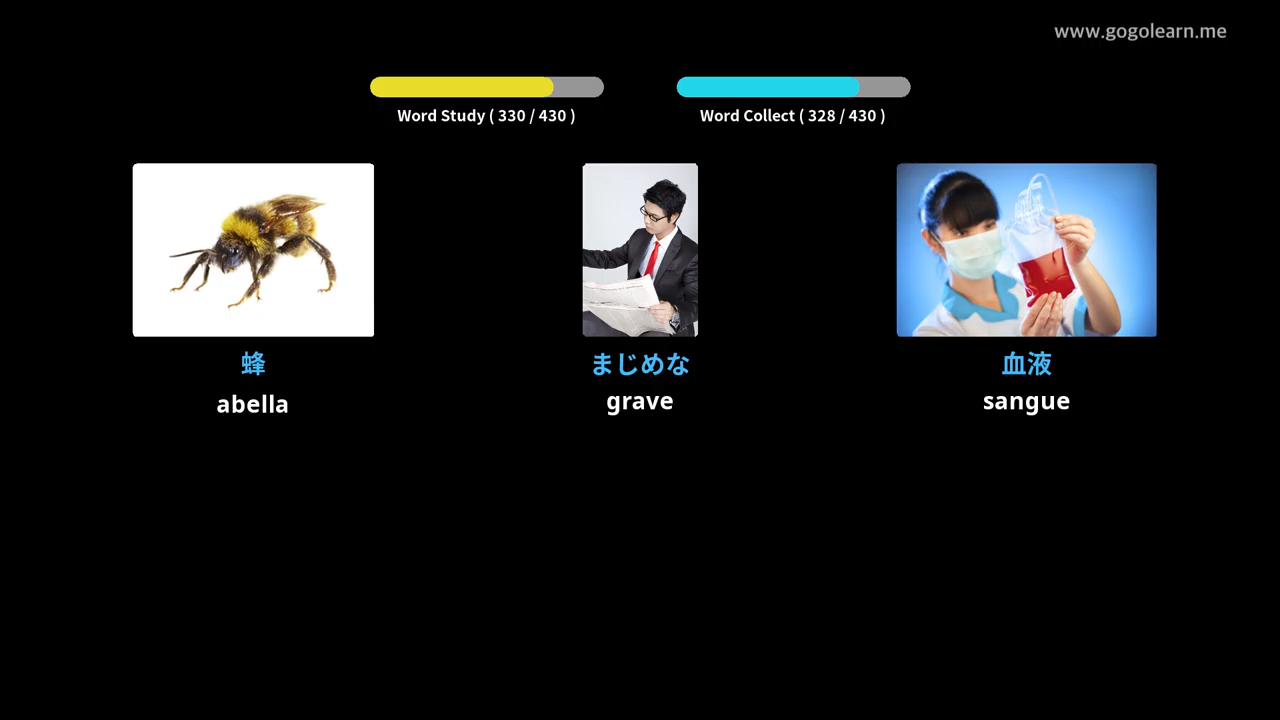 www.gogolearn.me
Word Study ( 330 / 430 )
Word Collect ( 328 / 430 )
蜂
abella
まじめな
grave
血液
sangue